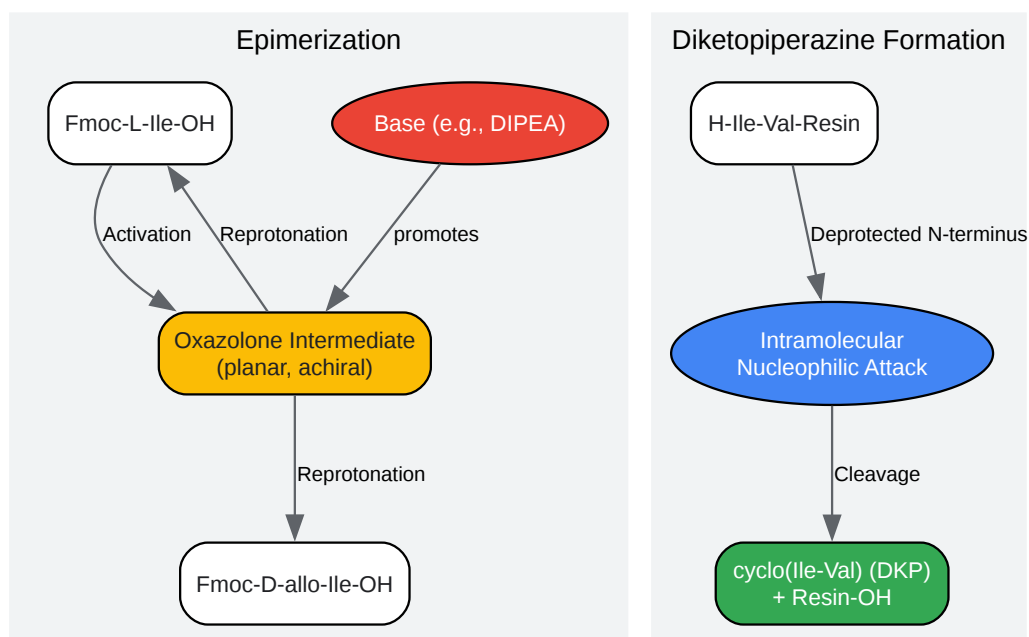 Epimerization
Fmoc-L-Ile-OH
Base (e.g., DIPEA)
Activation
Reprotonation
promotes
Oxazolone Intermediate
(planar, achiral)
Reprotonation
Fmoc-D-allo-Ile-OH
Diketopiperazine Formation
H-Ile-Val-Resin
Deprotected N-terminus
Intramolecular
Nucleophilic Attack
Cleavage
cyclo(Ile-Val) (DKP)
+ Resin-OH